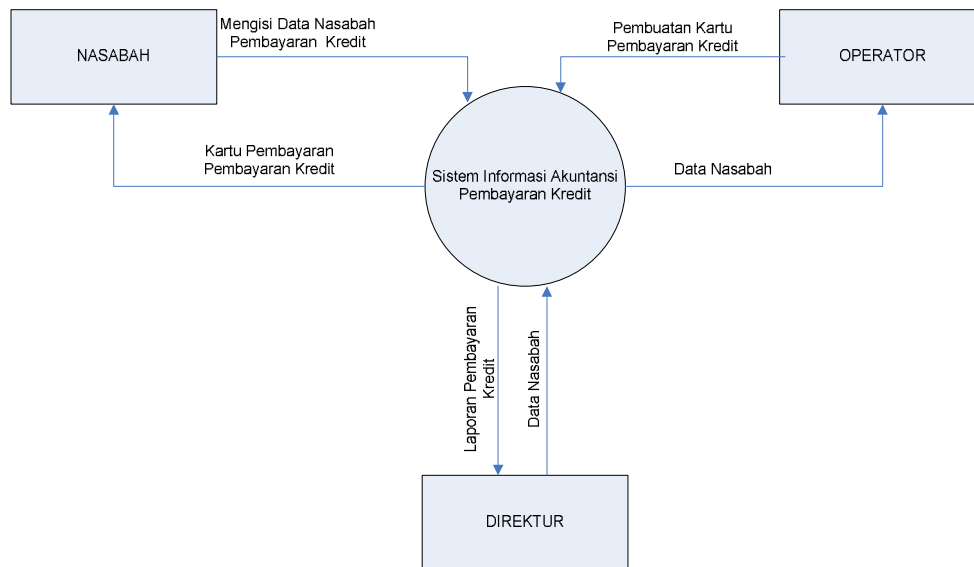 Mengisi Data Nasabah
Pembayaran Kredit
NASABAH
Pembuatan Kartu
Pembayaran Kredit
OPERATOR
Kartu Pembayaran
Pembayaran Kredit
Sistem Informasi Akuntansi
Pembayaran Kredit
Data Nasabah
Laporan Pembayaran
Kredit
Data Nasabah
DIREKTUR